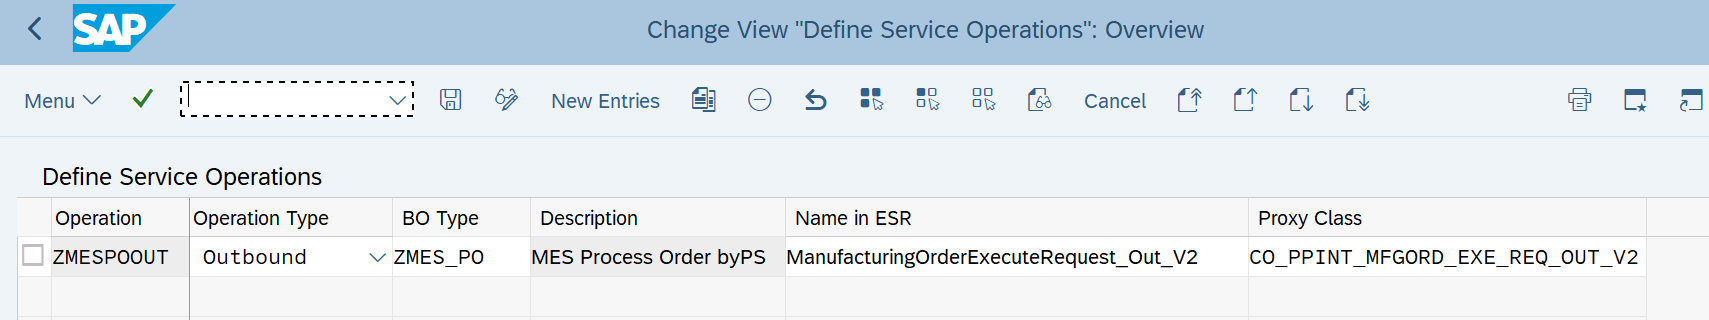 SAP Change View "Define Service Operations": Overview
Menu New Entries Cancel
Define Service Operations
Operation Operation Type BO Type Description Name in ESR Proxy Class
ZMESPOOUT Outbound ZMES_PO MES Process Order byPS ManufacturingOrderExecuteRequest_Out_V2 CO_PPINT_MFGORD_EXE_REQ_OUT_V2